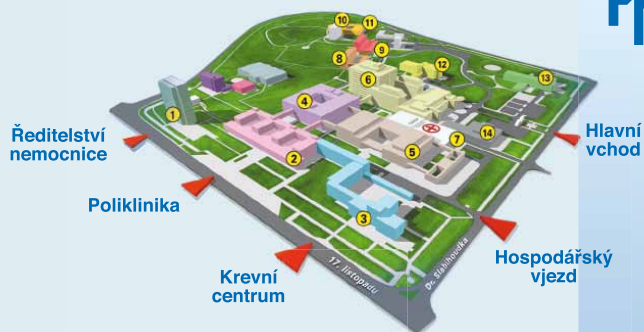 10
11
9
8
12
6
13
4
1
14
7
Ředitelství
nemocnice
Hlavní
vchod
5
2
Poliklinika
3
Hospodářský
vjezd
Krevní
centrum
17. listopadu
Dr. Slabihoudka